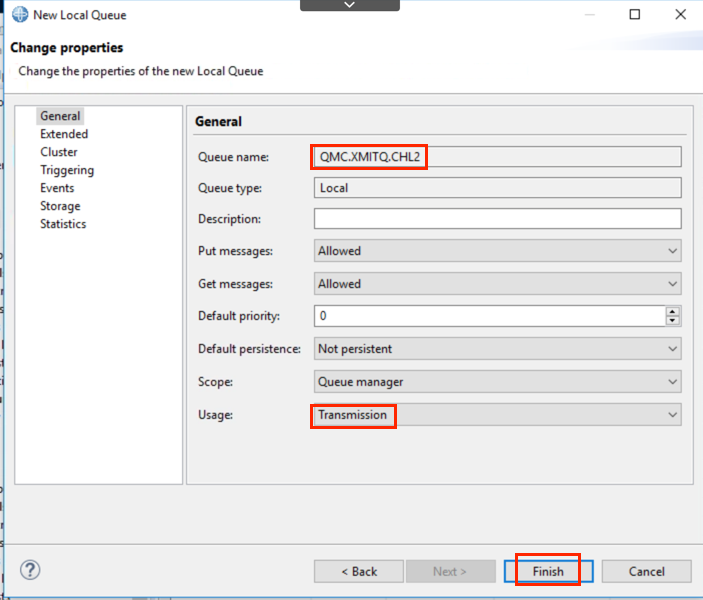 New Local Queue
Change properties
Change the properties of the new Local Queue
General
Extended
Cluster
Triggering
Events
Storage
Statistics
General
Queue name: QMC.XMITQ.CHL2
Queue type: Local
Description:
Put messages: Allowed
Get messages: Allowed
Default priority: 0
Default persistence: Not persistent
Scope: Queue manager
Usage: Transmission
? < Back Next > Finish Cancel